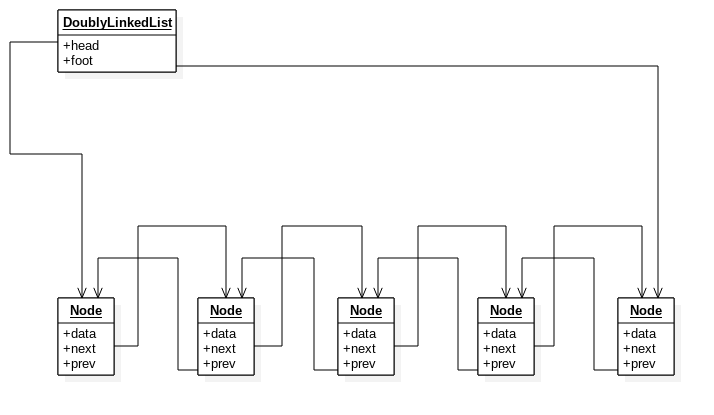 DoublyLinkedList
+head
+foot
Node
+data
+next
+prev
Node
+data
+next
+prev
Node
+data
+next
+prev
Node
+data
+next
+prev
Node
+data
+next
+prev